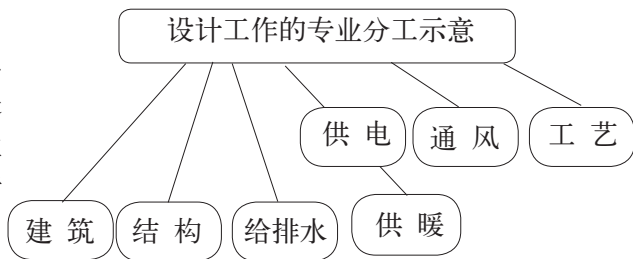 设计工作的专业分工示意
供 电
通 风
工 艺
建 筑
结 构
给排水
供 暖